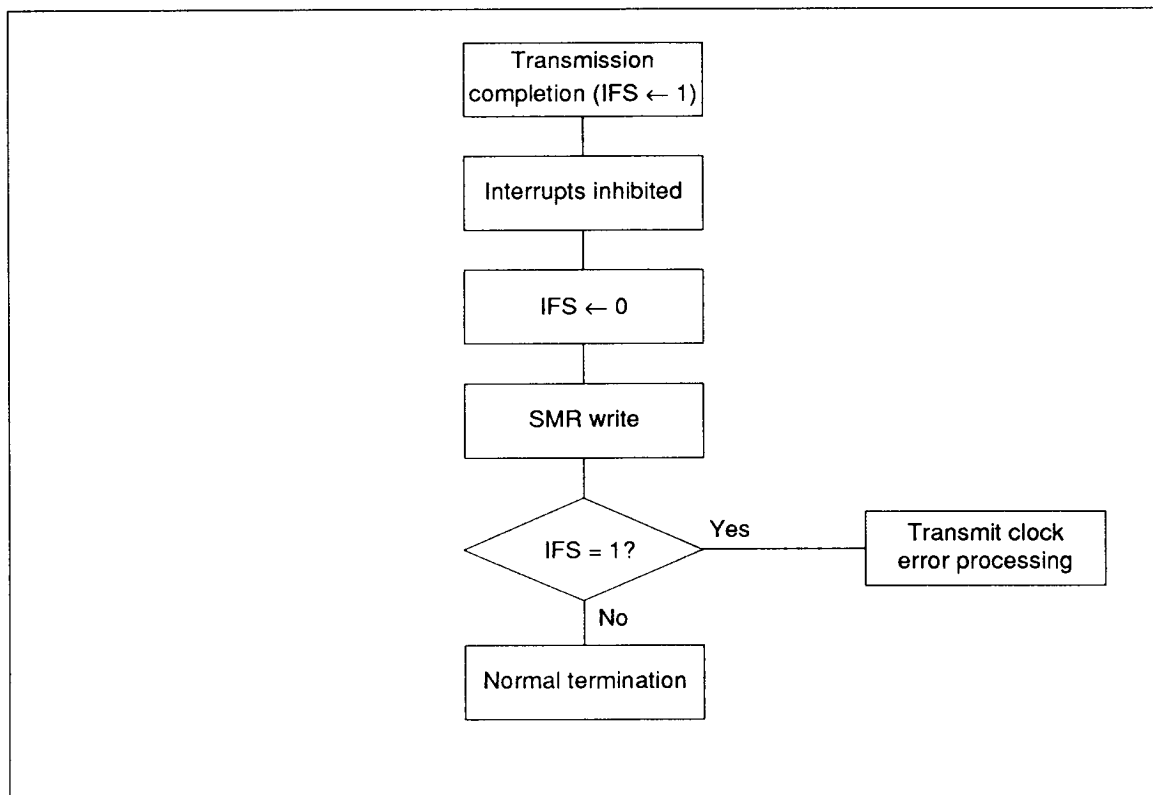 Transmission
completion (IFS ← 1)
Interrupts inhibited
IFS ← 0
SMR write
IFS = 1?
Yes
Transmit clock
error processing
No
Normal termination